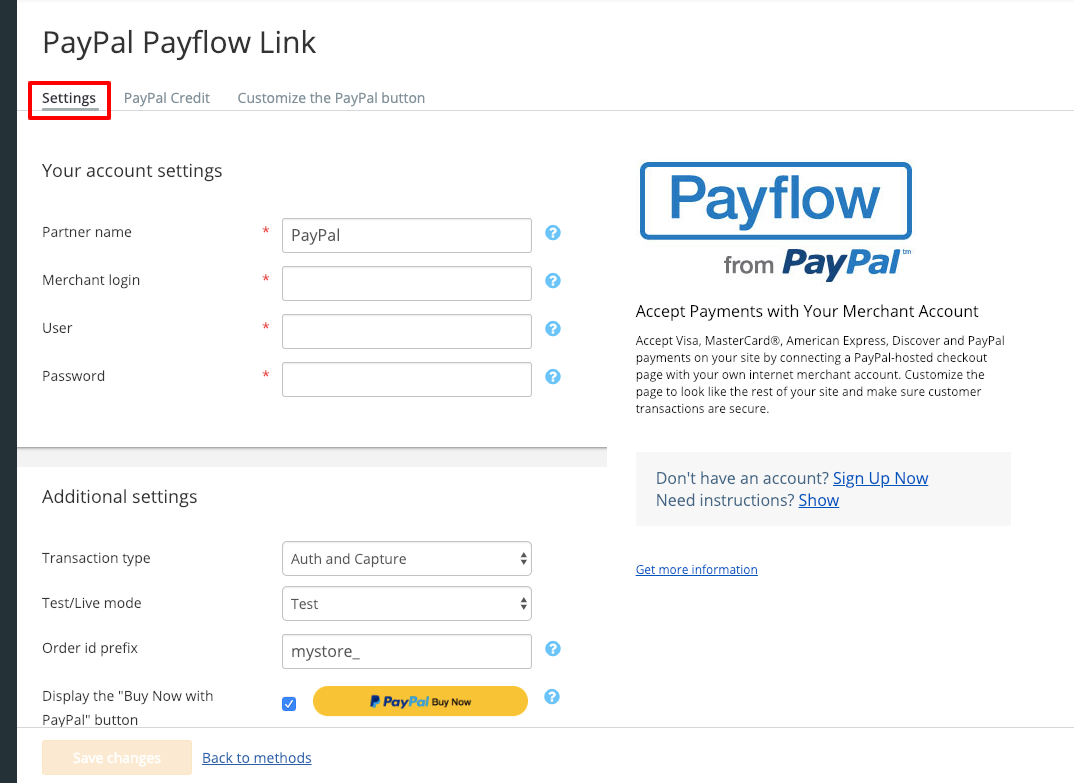 PayPal Payflow Link
Settings PayPal Credit Customize the PayPal button
Your account settings
Partner name * PayPal ?
Merchant login * ?
User * ?
Password * ?
Additional settings
Transaction type Auth and Capture
Test/Live mode Test
Order id prefix mystore_ ?
Display the "Buy Now with
PayPal" button
PayPal Buy Now ?
Save changes Back to methods
Payflow
from PayPal™
Accept Payments with Your Merchant Account
Accept Visa, MasterCard®, American Express, Discover and PayPal
payments on your site by connecting a PayPal-hosted checkout
page with your own internet merchant account. Customize the
page to look like the rest of your site and make sure customer
transactions are secure.
Don't have an account? Sign Up Now
Need instructions? Show
Get more information